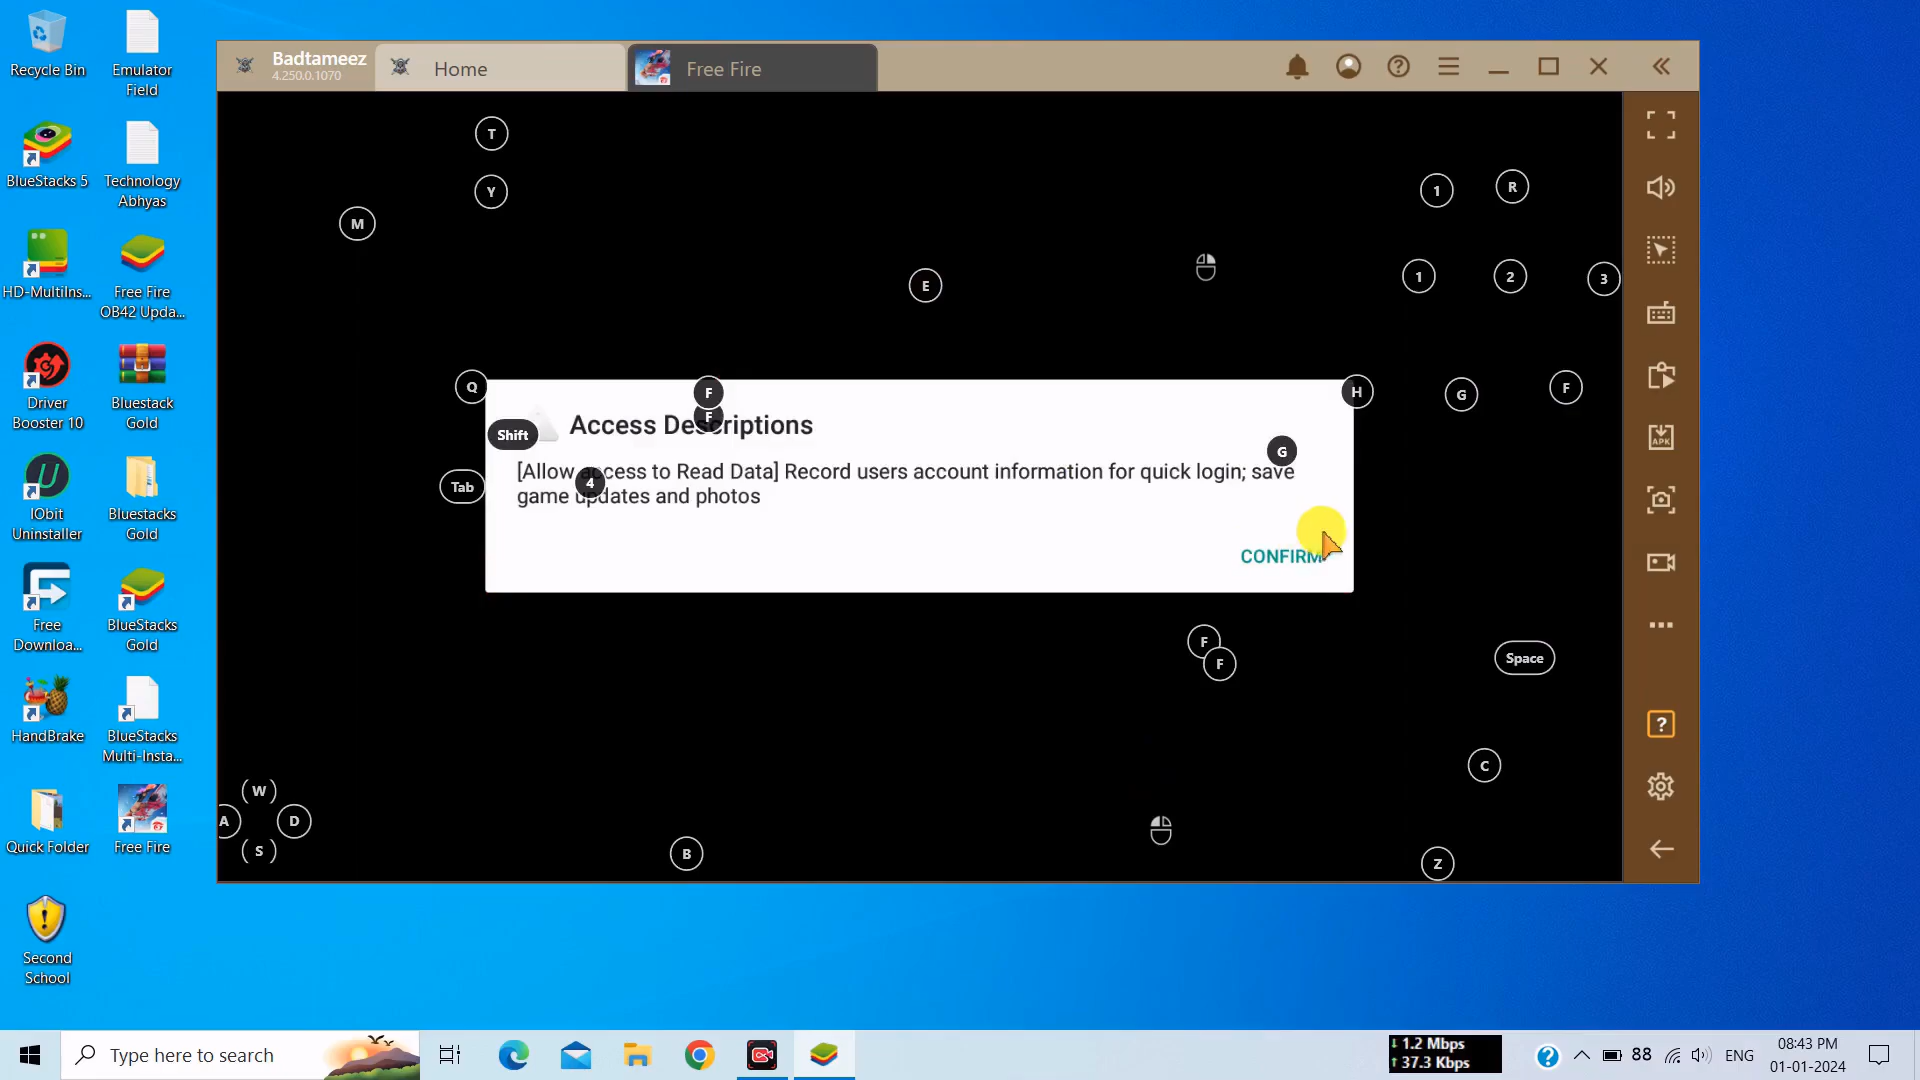 Recycle Bin
Emulator
Field
BlueStacks 5
Technology
Abhyas
HD-MultiIns...
Free Fire
OB42 Upda...
Driver
Booster 10
Bluestack
Gold
IObit
Uninstaller
Bluestacks
Gold
Free
Downloa...
BlueStacks
Gold
HandBrake
BlueStacks
Multi-Insta...
Quick Folder
Free Fire
Second
School
Badtameez
4.250.0.1070
Home
Free Fire
T
Y
M
1
R
E
1
2
3
Q
F
F
H
G
F
Shift
Access Descriptions
G
Tab
4
[Allow access to Read Data] Record users account information for quick login; save
game updates and photos
CONFIRM
F
F
Space
C
W
A
D
S
B
Z
APK
Type here to search
1.2 Mbps
37.3 Kbps
88
ENG
08:43 PM
01-01-2024